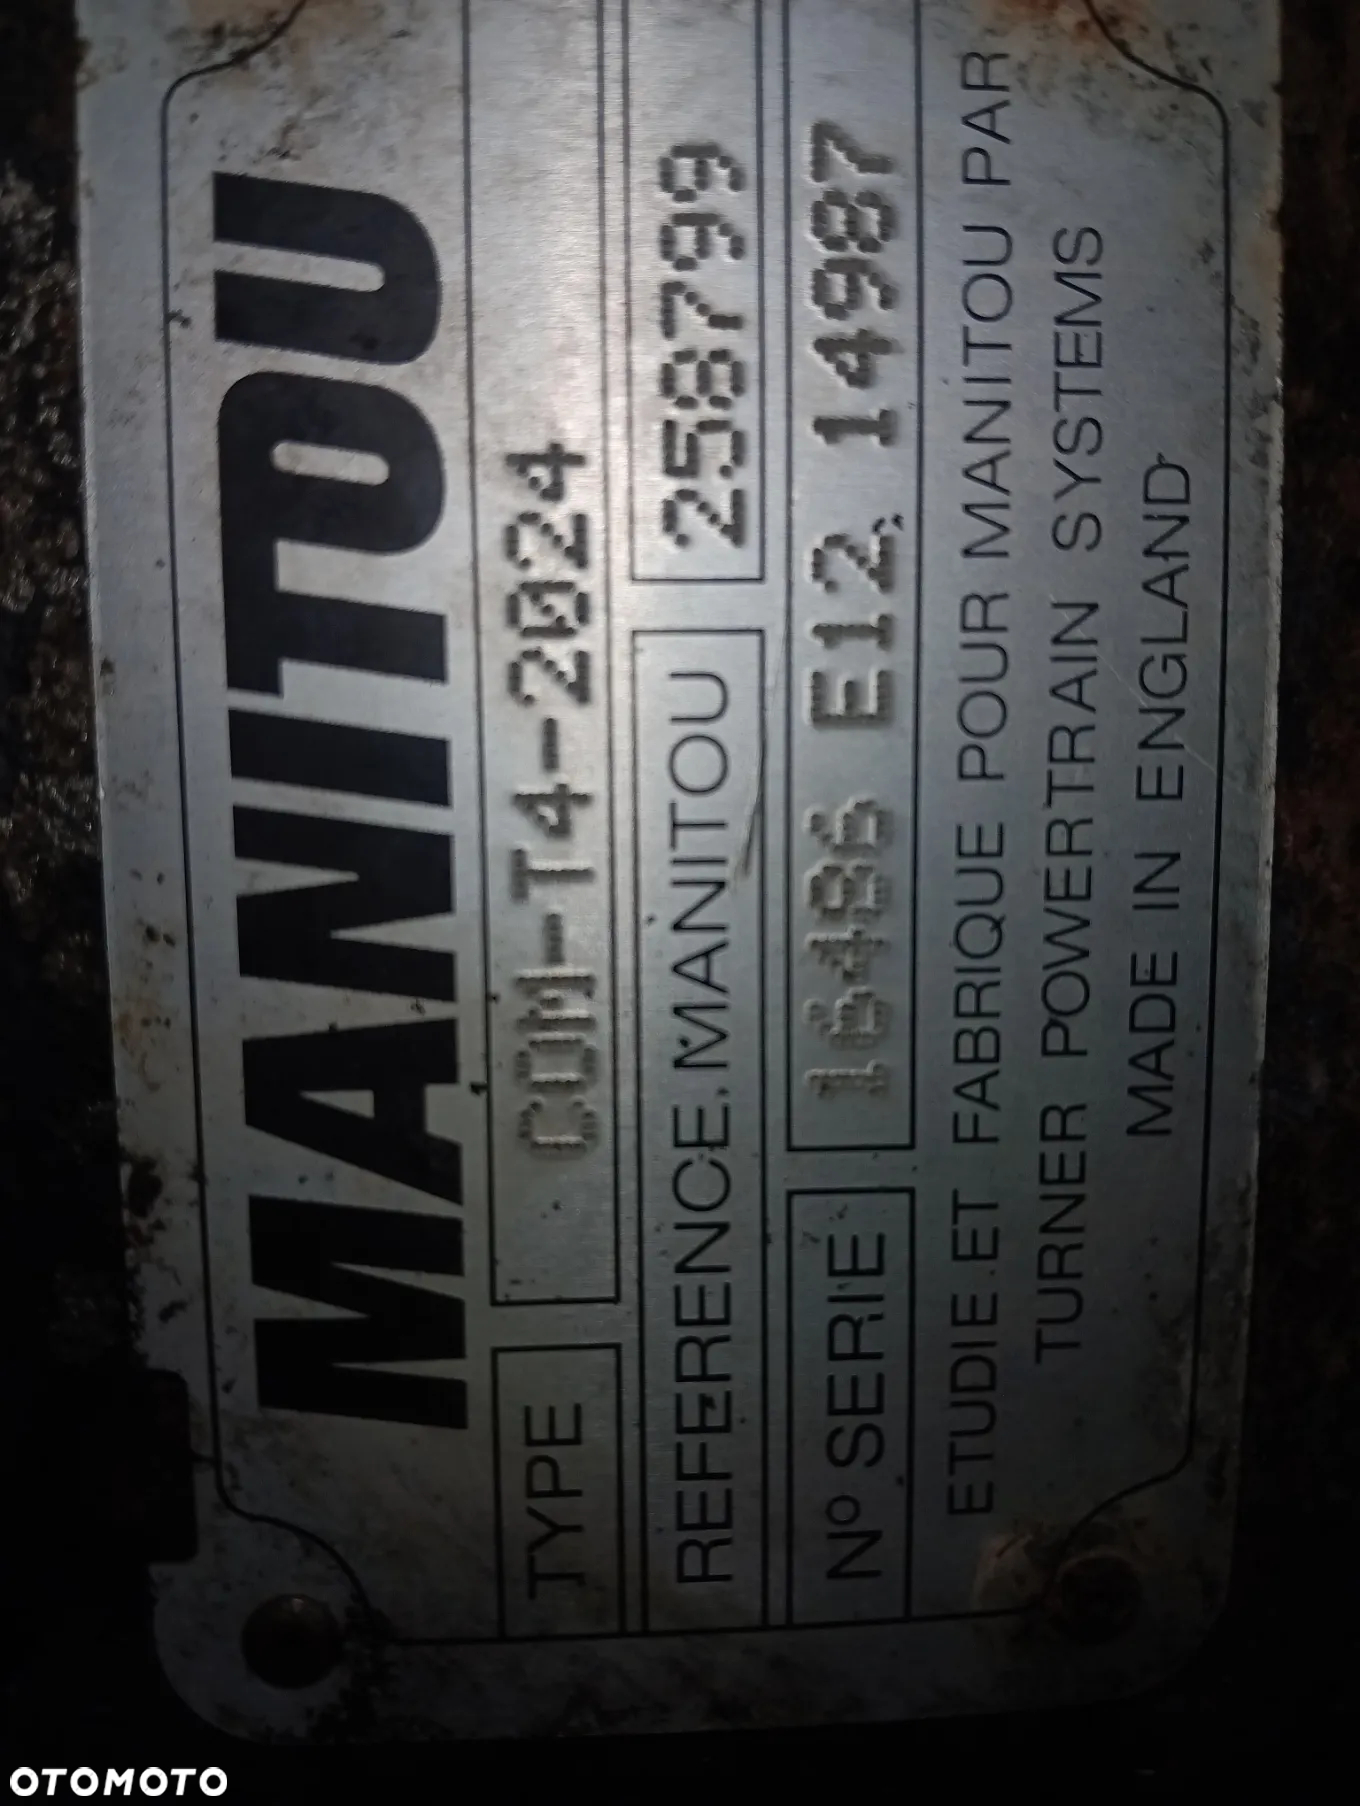 MANITOU
TYPE COM-T4-2024
REFERENCE.MANITOU 258799
Nº SERIE 16486 E12 14987
ETUDIE.ET FABRIQUE POUR MANITOU PAR
TURNER POWERTRAIN SYSTEMS
MADE IN ENGLAND
OTOMOTO